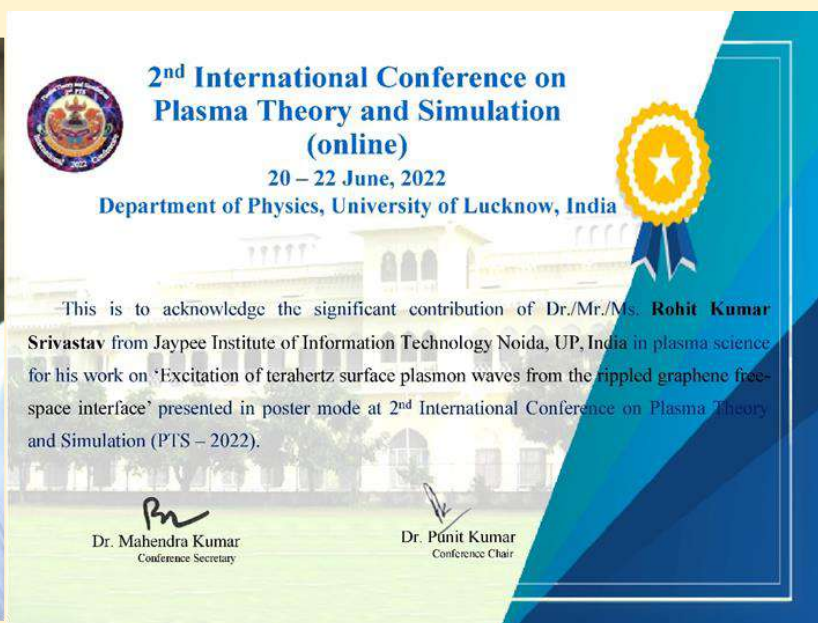 2nd International Conference on
Plasma Theory and Simulation
(online)
20 – 22 June, 2022
Department of Physics, University of Lucknow, India
This is to acknowledge the significant contribution of Dr./Mr./Ms. Rohit Kumar
Srivastav from Jaypee Institute of Information Technology Noida, UP, India in plasma science
for his work on ‘Excitation of terahertz surface plasmon waves from the rippled graphene free-
space interface’ presented in poster mode at 2nd International Conference on Plasma Theory
and Simulation (PTS – 2022).
Dr. Mahendra Kumar
Conference Secretary
Dr. Punit Kumar
Conference Chair